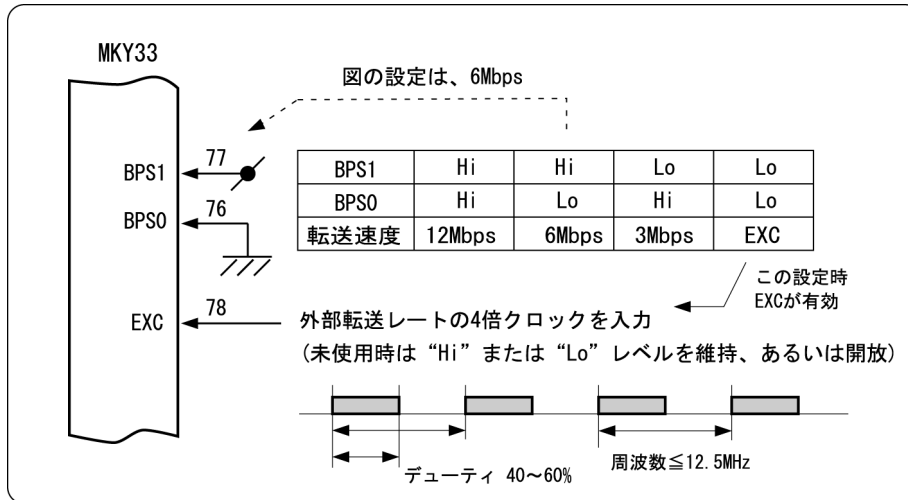 MKY33
図の設定は、6Mbps
BPS1
77
BPS0
76
EXC
78
BPS1 Hi Hi Lo Lo
BPS0 Hi Lo Hi Lo
転送速度 12Mbps 6Mbps 3Mbps EXC
この設定時
EXCが有効
外部転送レートの4倍クロックを入力
(未使用時は“Hi”または“Lo”レベルを維持、あるいは開放)
デューティ 40～60%
周波数≦12.5MHz